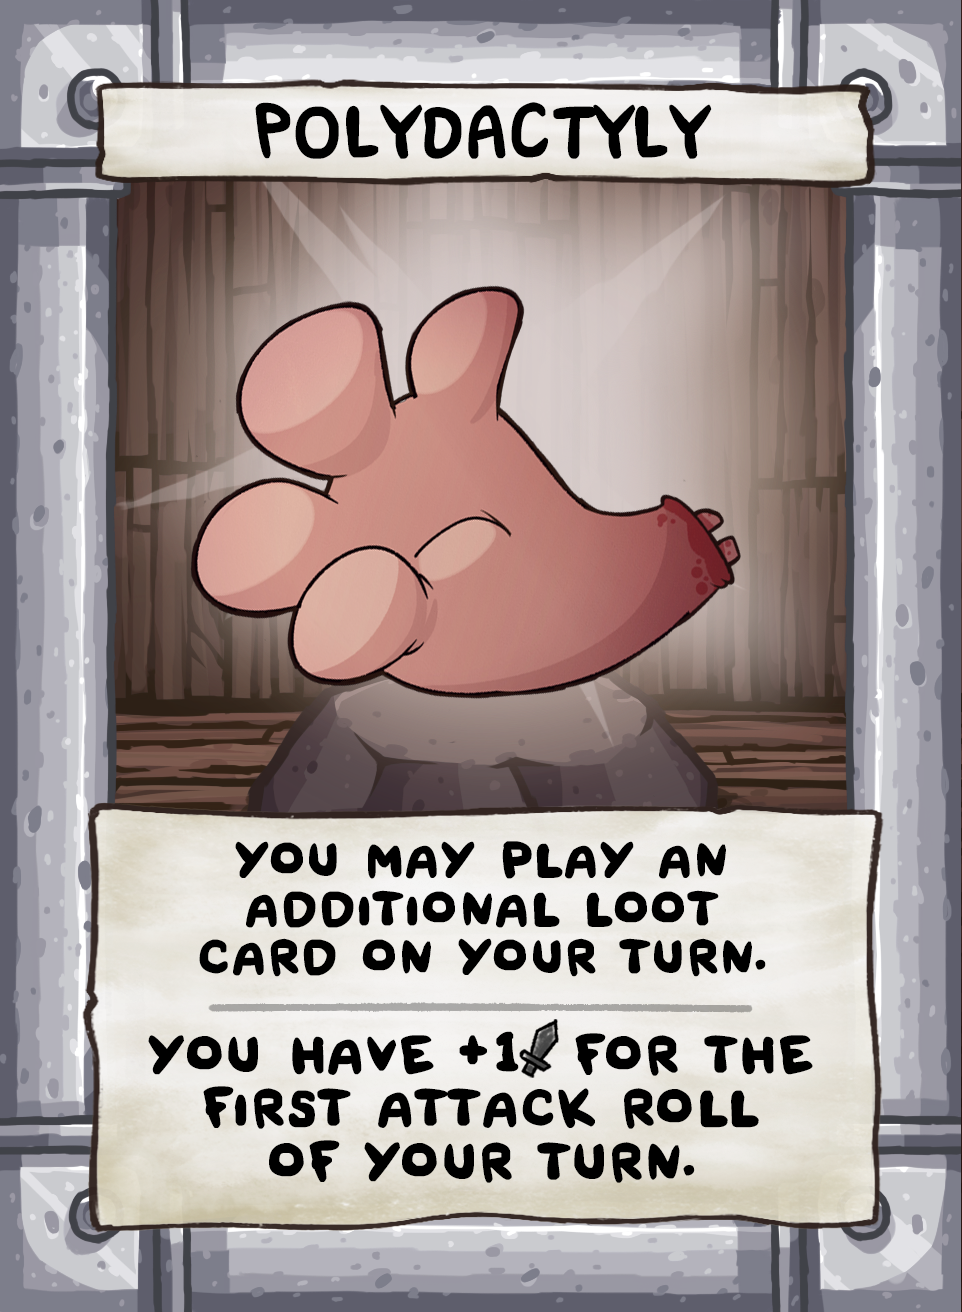 POLYDACTYLY
YOU MAY PLAY AN
ADDITIONAL LOOT
CARD ON YOUR TURN.
YOU HAVE +1 FOR THE
FIRST ATTACK ROLL
OF YOUR TURN.